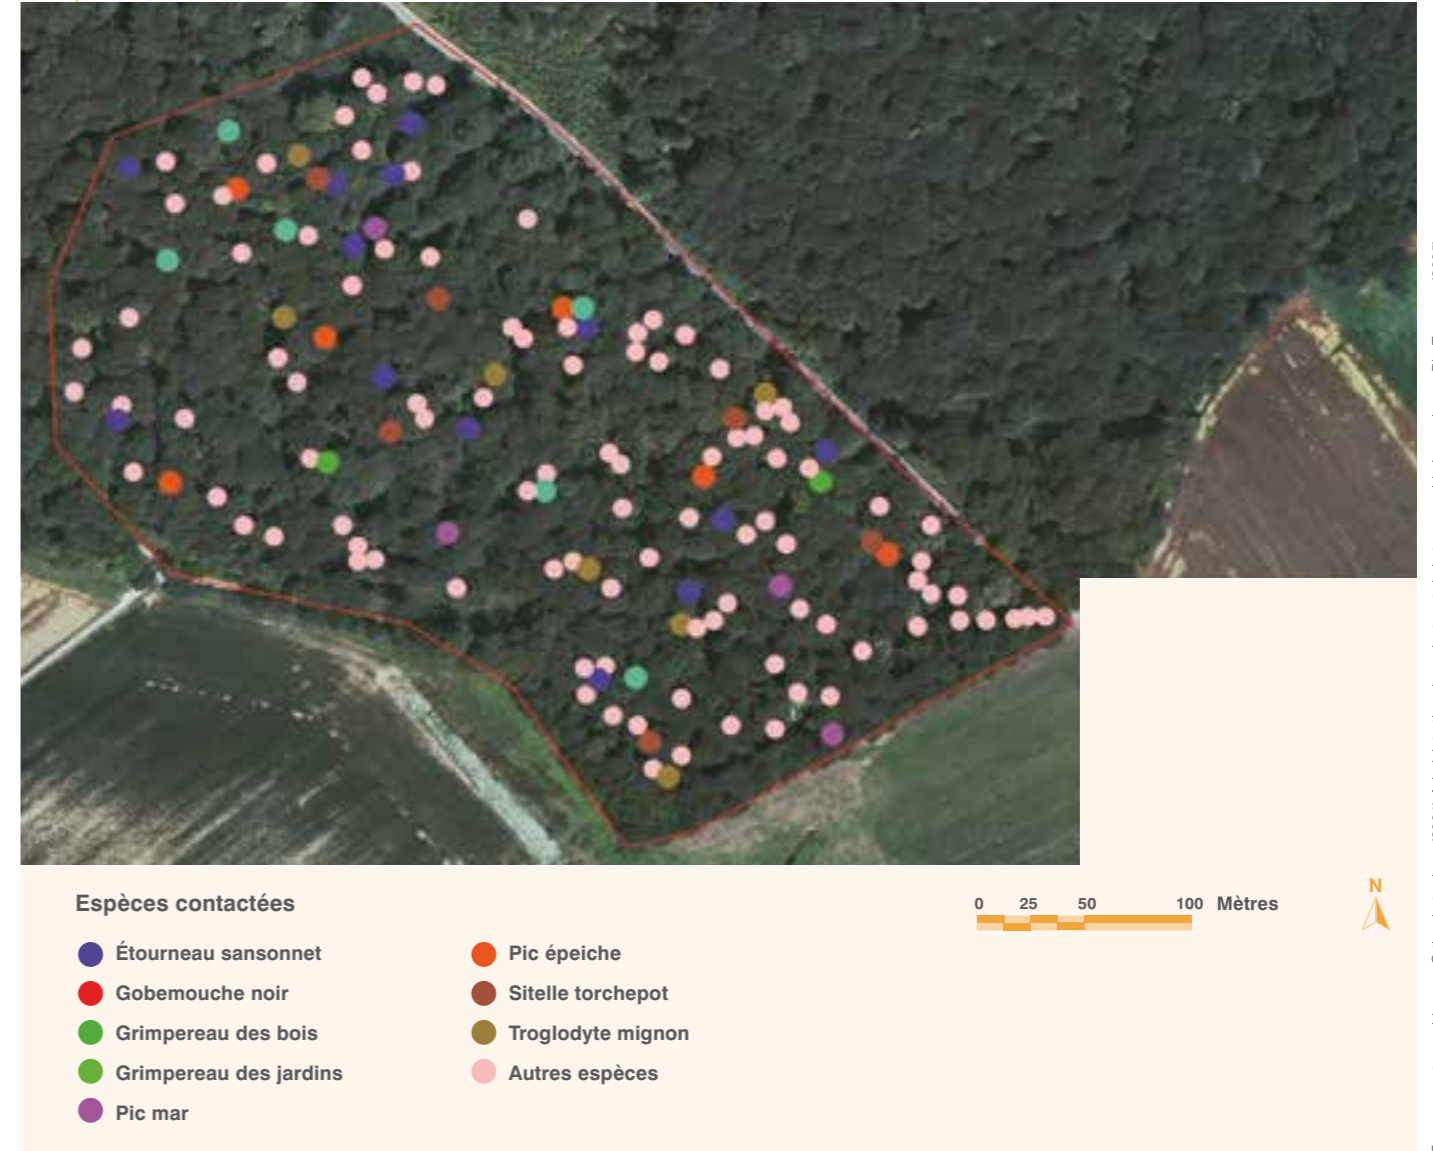 Espèces contactées
Étourneau sansonnet
Gobemouche noir
Grimpereau des bois
Grimpereau des jardins
Pic mar
Pic épeiche
Sitelle torchepot
Troglodyte mignon
Autres espèces
0 25 50 100 Mètres
N